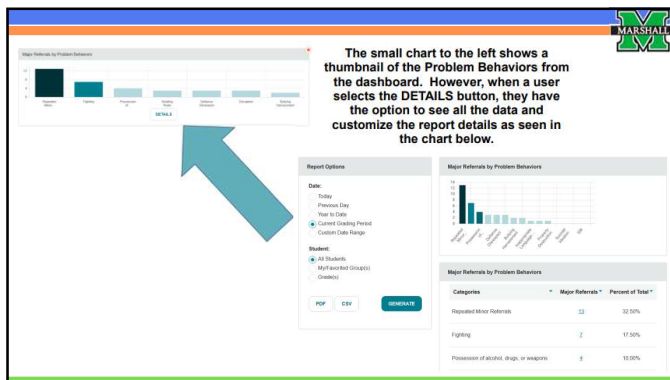 MARSHALL
Major Referrals by Problem Behaviors
DETAILS
The small chart to the left shows a
thumbnail of the Problem Behaviors from
the dashboard. However, when a user
selects the DETAILS button, they have
the option to see all the data and
customize the report details as seen in
the chart below.
Report Options
Date:
Today
Previous Day
Year to Date
Current Grading Period
Custom Date Range
Student:
All Students
My/Favorited Group(s)
Grade(s)
PDF CSV GENERATE
Major Referrals by Problem Behaviors
Major Referrals by Problem Behaviors
Categories Major Referrals Percent of Total
Repeated Minor Referrals 13 32.50%
Fighting 7 17.50%
Possession of alcohol, drugs, or weapons 4 10.00%